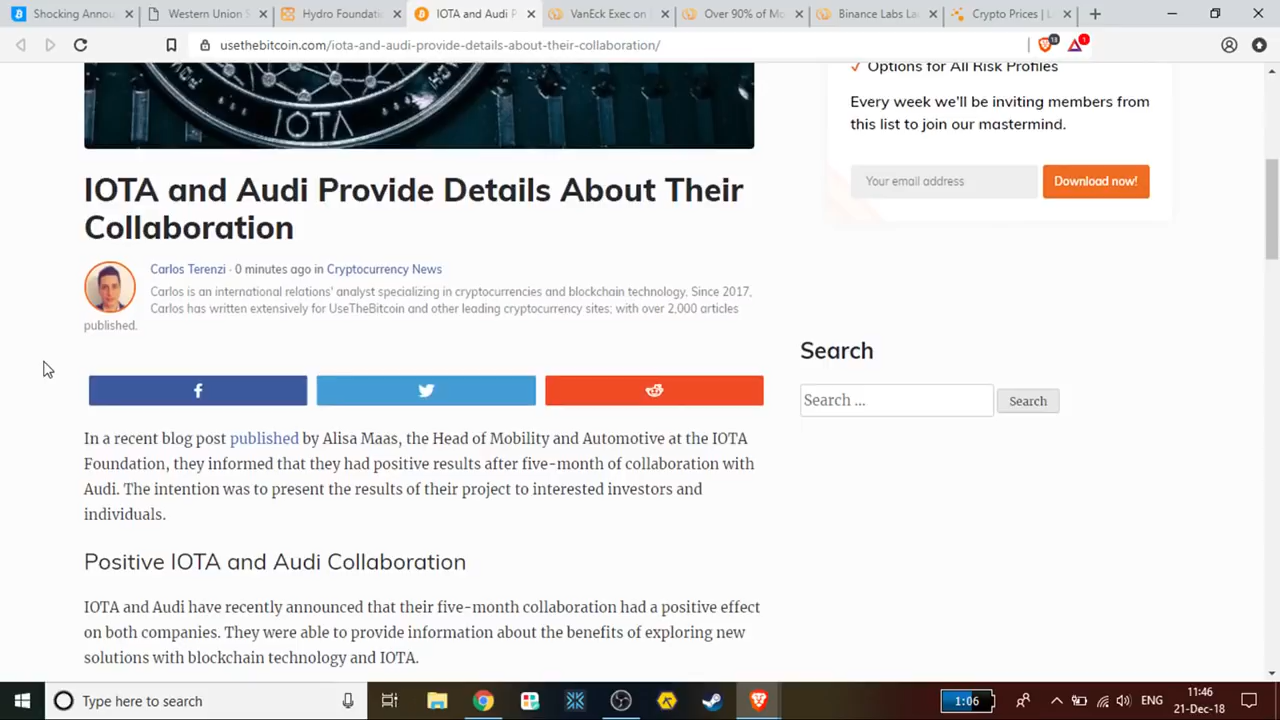 Shocking Annou
Western Union S
Hydro Foundati
IOTA and Audi P
VanEck Exec on
Over 90% of Mo
Binance Labs La
Crypto Prices | L
usethebitcoin.com/iota-and-audi-provide-details-about-their-collaboration/
18
1
IOTA
✓ Options for All Risk Profiles
Every week we'll be inviting members from
this list to join our mastermind.
Your email address
Download now!
IOTA and Audi Provide Details About Their
Collaboration
Carlos Terenzi · 0 minutes ago in Cryptocurrency News
Carlos is an international relations' analyst specializing in cryptocurrencies and blockchain technology. Since 2017,
Carlos has written extensively for UseTheBitcoin and other leading cryptocurrency sites; with over 2,000 articles
published.
Search
Search ...
Search
In a recent blog post published by Alisa Maas, the Head of Mobility and Automotive at the IOTA
Foundation, they informed that they had positive results after five-month of collaboration with
Audi. The intention was to present the results of their project to interested investors and
individuals.
Positive IOTA and Audi Collaboration
IOTA and Audi have recently announced that their five-month collaboration had a positive effect
on both companies. They were able to provide information about the benefits of exploring new
solutions with blockchain technology and IOTA.
Type here to search
1:06
ENG
11:46
21-Dec-18